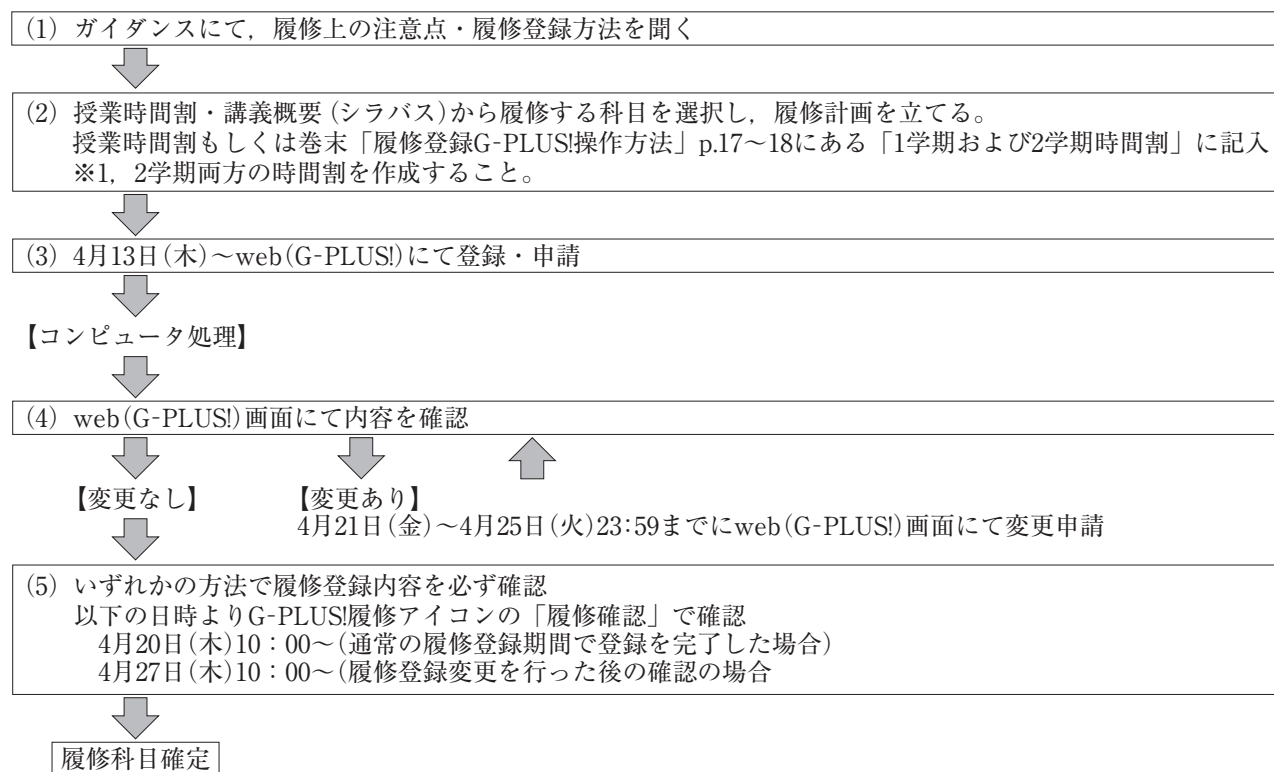 (1) ガイダンスにて，履修上の注意点・履修登録方法を聞く
(2) 授業時間割・講義概要(シラバス)から履修する科目を選択し，履修計画を立てる。
授業時間割もしくは巻末「履修登録G-PLUS!操作方法」p.17～18にある「1学期および2学期時間割」に記入
※1，2学期両方の時間割を作成すること。
(3) 4月13日(木)～web(G-PLUS!)にて登録・申請
【コンピュータ処理】
(4) web(G-PLUS!)画面にて内容を確認
【変更なし】 【変更あり】
4月21日(金)～4月25日(火)23:59までにweb(G-PLUS!)画面にて変更申請
(5) いずれかの方法で履修登録内容を必ず確認
以下の日時よりG-PLUS!履修アイコンの「履修確認」で確認
4月20日(木)10：00～(通常の履修登録期間で登録を完了した場合)
4月27日(木)10：00～(履修登録変更を行った後の確認の場合
履修科目確定